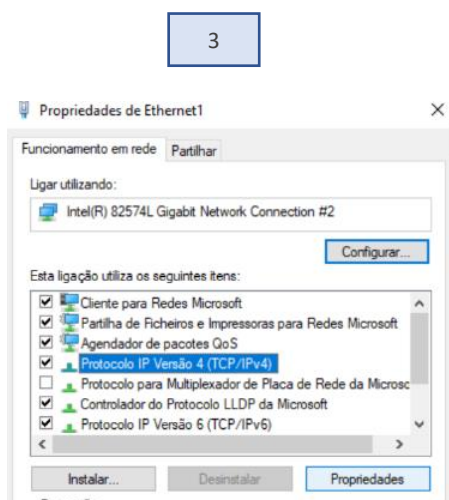 3
Propriedades de Ethernet1
Funcionamento em rede Partilhar
Ligar utilizando:
Intel(R) 82574L Gigabit Network Connection #2
Configurar...
Esta ligação utiliza os seguintes itens:
Cliente para Redes Microsoft
Partilha de Ficheiros e Impressoras para Redes Microsoft
Agendador de pacotes QoS
Protocolo IP Versão 4 (TCP/IPv4)
Protocolo para Multiplexador de Placa de Rede da Microsc
Controlador do Protocolo LLDP da Microsoft
Protocolo IP Versão 6 (TCP/IPv6)
Instalar... Desinstalar Propriedades